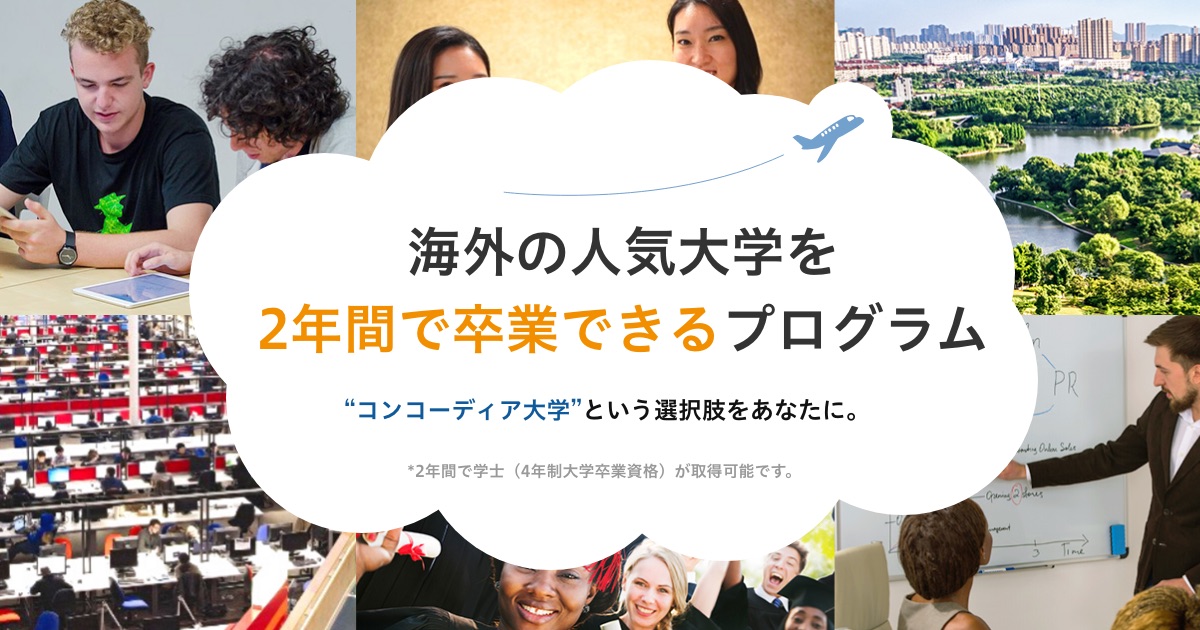 海外の人気大学を
2年間で卒業できるプログラム
“コンコーディア大学”という選択肢をあなたに。
*2年間で学士（4年制大学卒業資格）が取得可能です。
PR
Time
3